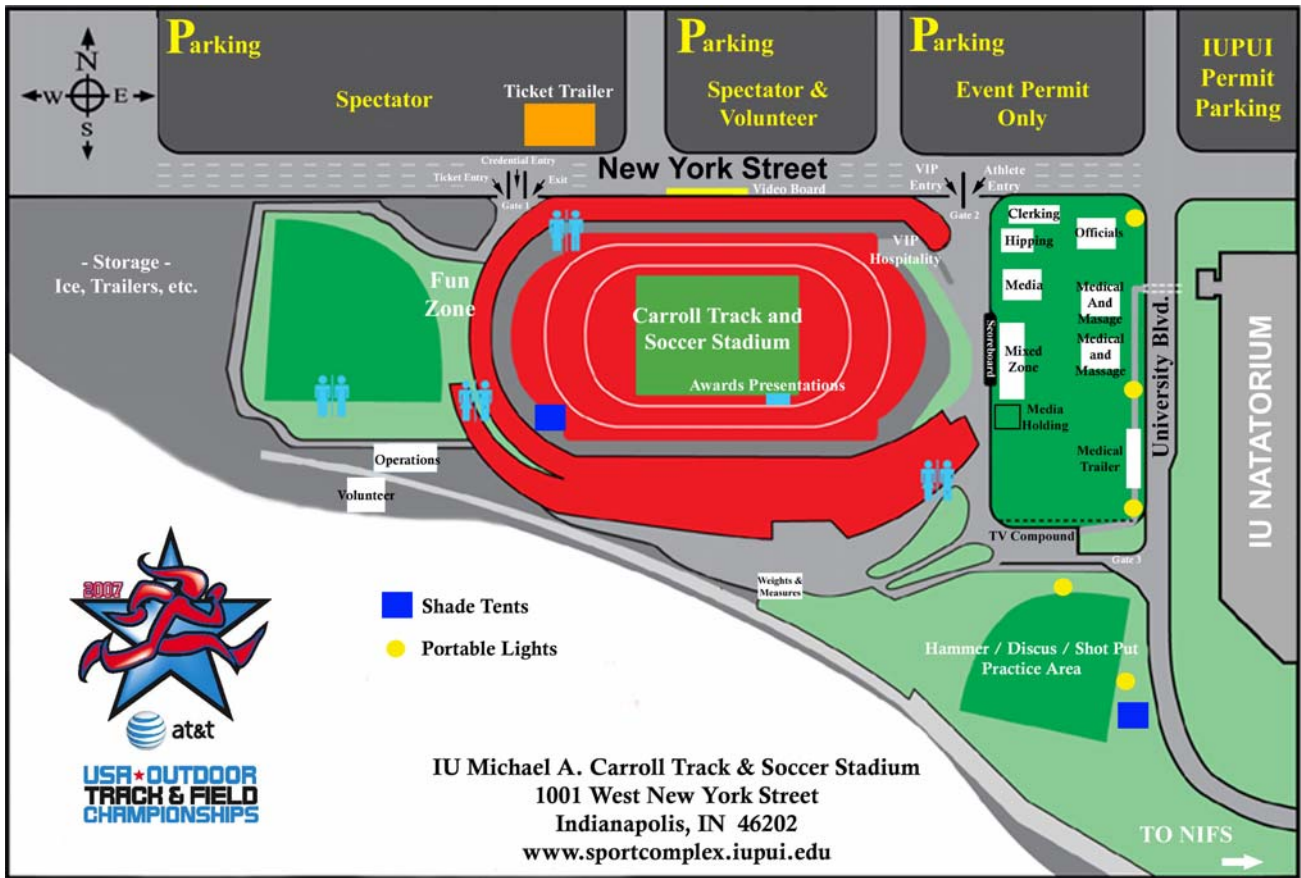 Parking
Spectator
Ticket Trailer
Parking
Spectator &
Volunteer
Parking
Event Permit
Only
IUPUI
Permit
Parking
N
W
E
S
Credential Entry
Ticket Entry
Exit
Gate 1
New York Street
Video Board
VIP
Entry
Athlete
Entry
Gate 2
- Storage -
Ice, Trailers, etc.
Fun
Zone
VIP
Hospitality
Carroll Track and
Soccer Stadium
Awards Presentations
Clerking
Hipping
Officials
Media
Medical
And
Masage
Scoreboard
Mixed
Zone
Medical
and
Massage
Media
Holding
Medical
Trailer
University Blvd.
IU NATATORIUM
TV Compound
Gate 3
Operations
Volunteer
Weights &
Measures
Hammer / Discus / Shot Put
Practice Area
Shade Tents
Portable Lights
2007
at&t
USA OUTDOOR
TRACK & FIELD
CHAMPIONSHIPS
IU Michael A. Carroll Track & Soccer Stadium
1001 West New York Street
Indianapolis, IN 46202
www.sportcomplex.iupui.edu
TO NIFS